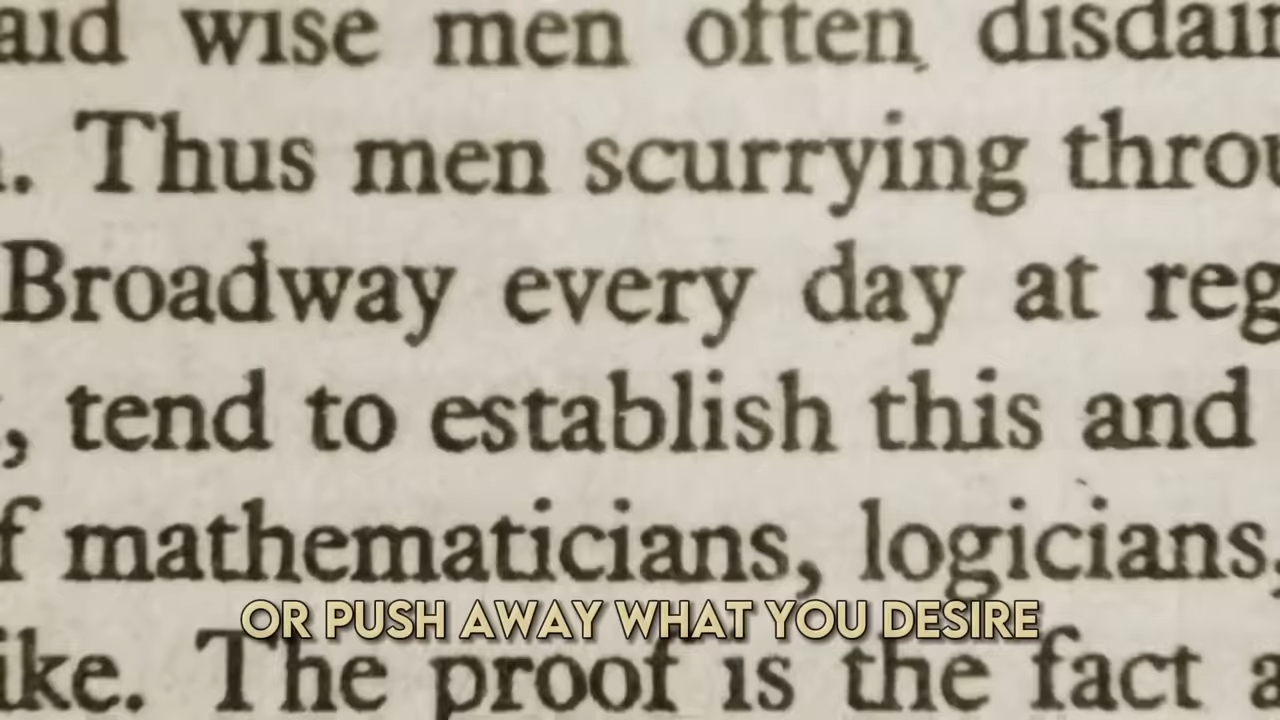 aid wise men often disdain
. Thus men scurrying throu
Broadway every day at reg
, tend to establish this and
f mathematicians, logicians,
OR PUSH AWAY WHAT YOU DESIRE
ike. The proof is the fact a